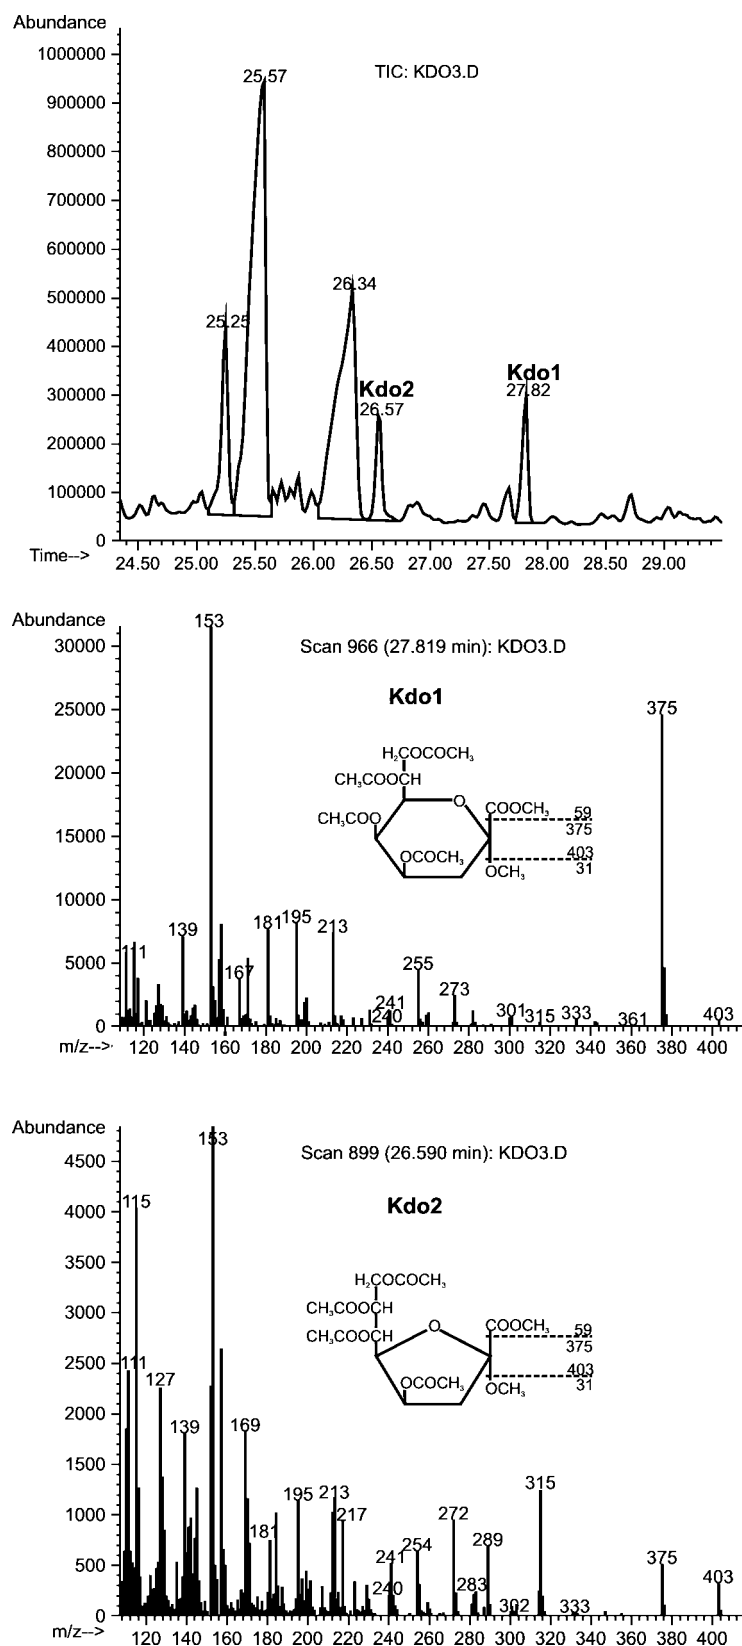 Abundance
TIC: KDO3.D
1000000
900000
800000
700000
600000
500000
400000
300000
200000
100000
0
25.57
25.25
26.34
Kdo2
26.57
Kdo1
27.82
Time-->
24.50 25.00 25.50 26.00 26.50 27.00 27.50 28.00 28.50 29.00
Abundance
Scan 966 (27.819 min): KDO3.D
Kdo1
30000
25000
20000
15000
10000
5000
0
153
375
H₂COCOCH₃
CH₃COOCH
CH₃COO
O
COOCH₃
59
375
403
31
OCOCH₃
OCH₃
111
139
167
181
195
213
240
241
255
273
301
315
333
361
403
m/z-->
120 140 160 180 200 220 240 260 280 300 320 340 360 380 400
Abundance
Scan 899 (26.590 min): KDO3.D
Kdo2
4500
4000
3500
3000
2500
2000
1500
1000
500
0
153
115
H₂COCOCH₃
CH₃COOCH
CH₃COOCH
O
COOCH₃
59
375
403
31
OCOCH₃
OCH₃
111
127
139
169
181
195
213
217
240
241
254
272
283
289
302
315
333
375
403
m/z-->
120 140 160 180 200 220 240 260 280 300 320 340 360 380 400